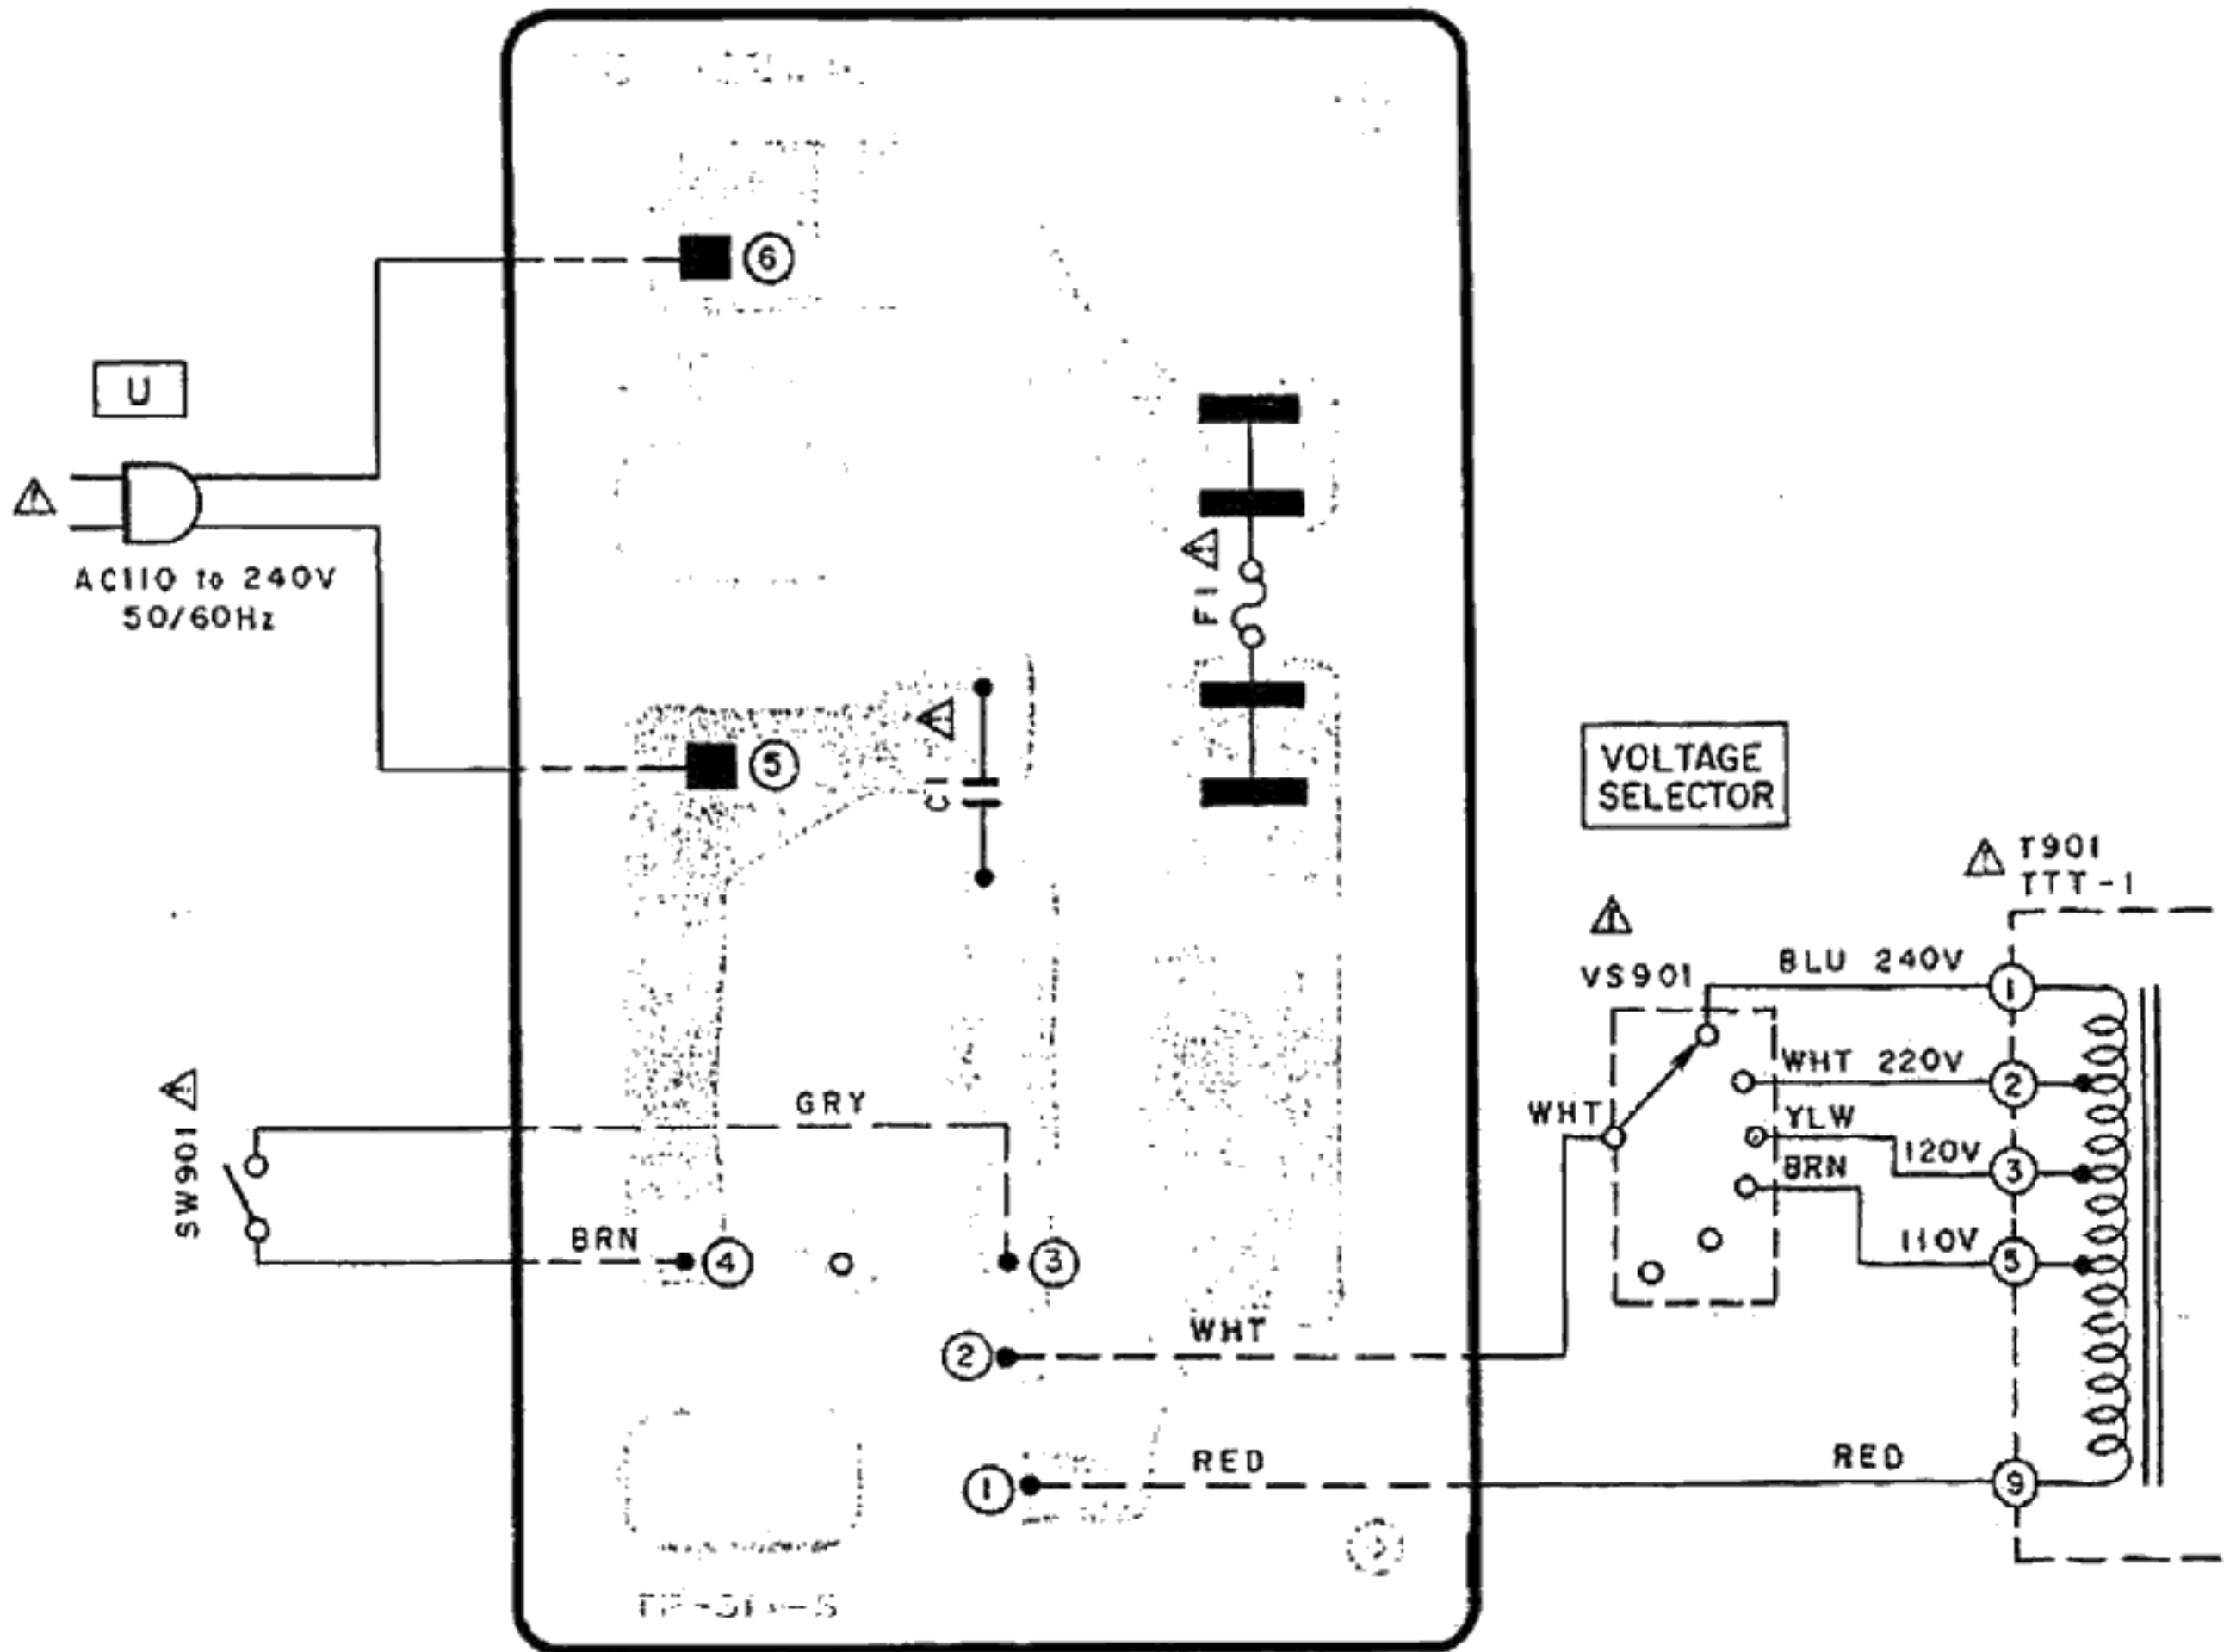 6
U
AC110 to 240V
50/60Hz
F1
5
C1
VOLTAGE
SELECTOR
T901
TTT-1
VS901
BLU 240V
1
WHT 220V
2
WHT
YLW
120V
3
BRN
110V
5
SW901
GRY
BRN
4
3
2
WHT
1
RED
RED
9